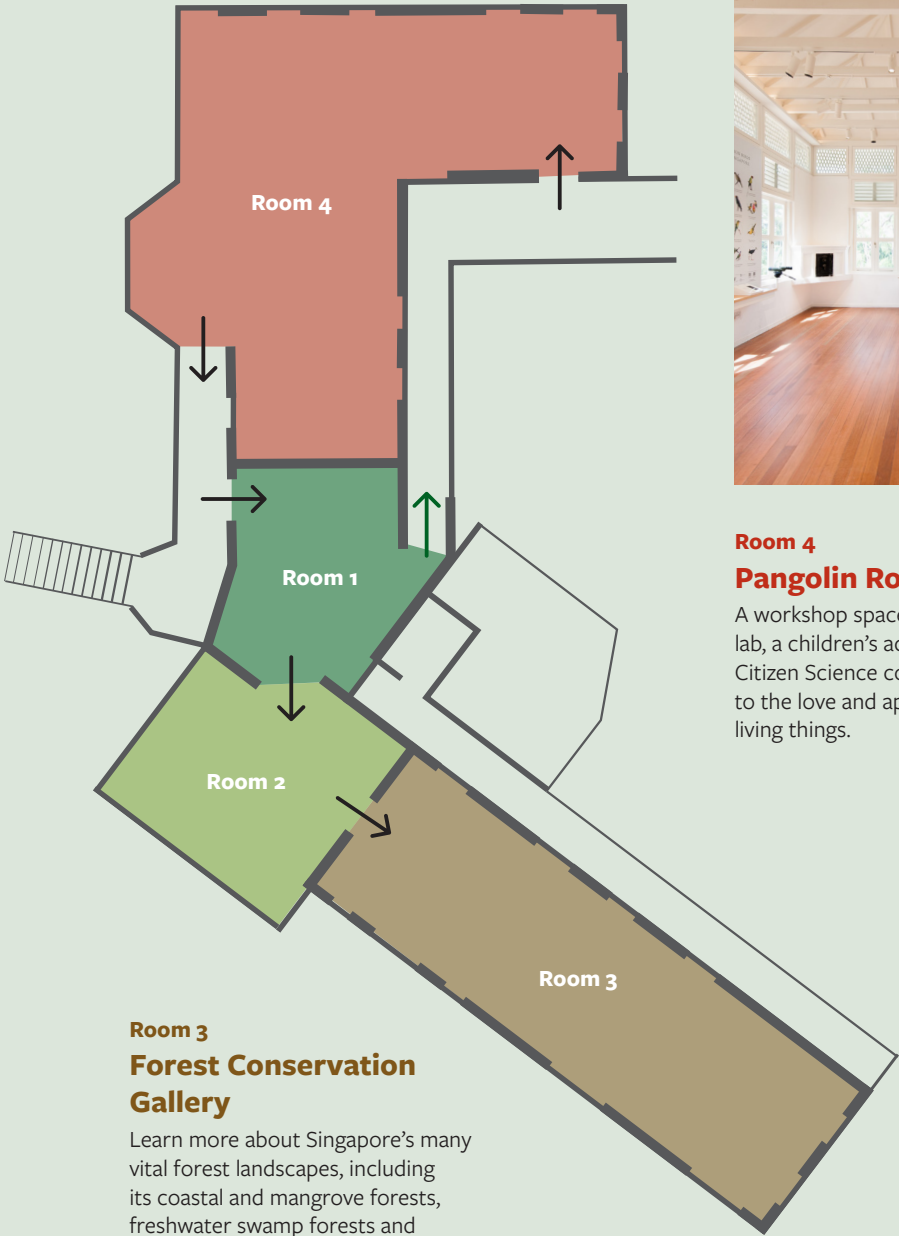 Room 4
Room 1
Room 2
Room 3
Room 4
Pangolin Ro
A workshop space
lab, a children's ac
Citizen Science co
to the love and ap
living things.
Room 3
Forest Conservation
Gallery
Learn more about Singapore's many
vital forest landscapes, including
its coastal and mangrove forests,
freshwater swamp forests and